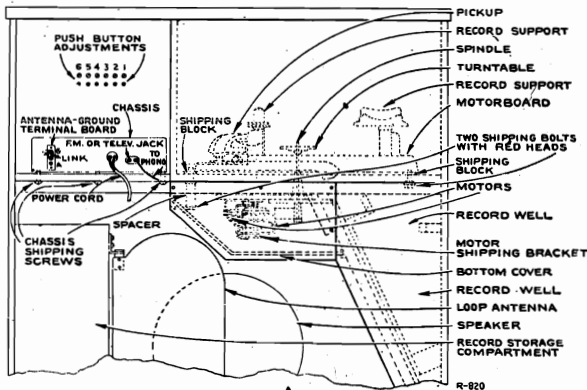 PUSH BUTTON
ADJUSTMENTS
6 5 4 3 2 1
ANTENNA-GROUND
TERMINAL BOARD
CHASSIS
F.M. OR TELEV. JACK
TO
PHONO
LINK
POWER CORD
CHASSIS
SHIPPING
SCREWS
SPACER
SHIPPING
BLOCK
PICKUP
RECORD SUPPORT
SPINDLE
TURNTABLE
RECORD SUPPORT
MOTORBOARD
TWO SHIPPING BOLTS
WITH RED HEADS
SHIPPING
BLOCK
MOTORS
RECORD WELL
MOTOR
SHIPPING BRACKET
BOTTOM COVER
RECORD WELL
LOOP ANTENNA
SPEAKER
RECORD STORAGE
COMPARTMENT
R-820